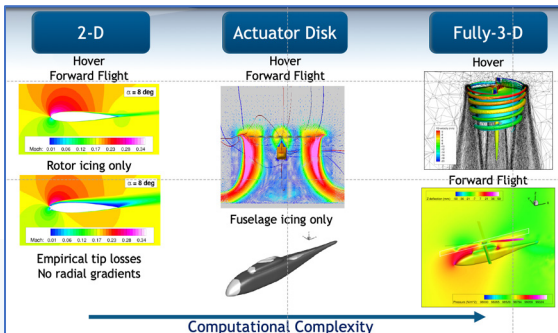 2-D
Actuator Disk
Fully-3-D
Hover
Forward Flight
α = 8 deg
Mach: 0.01 0.06 0.12 0.17 0.23 0.28 0.34
Rotor icing only
α = 8 deg
Mach: 0.01 0.06 0.12 0.17 0.23 0.28 0.34
Empirical tip losses
No radial gradients
Hover
Forward Flight
Fuselage icing only
Hover
Forward Flight
Computational Complexity